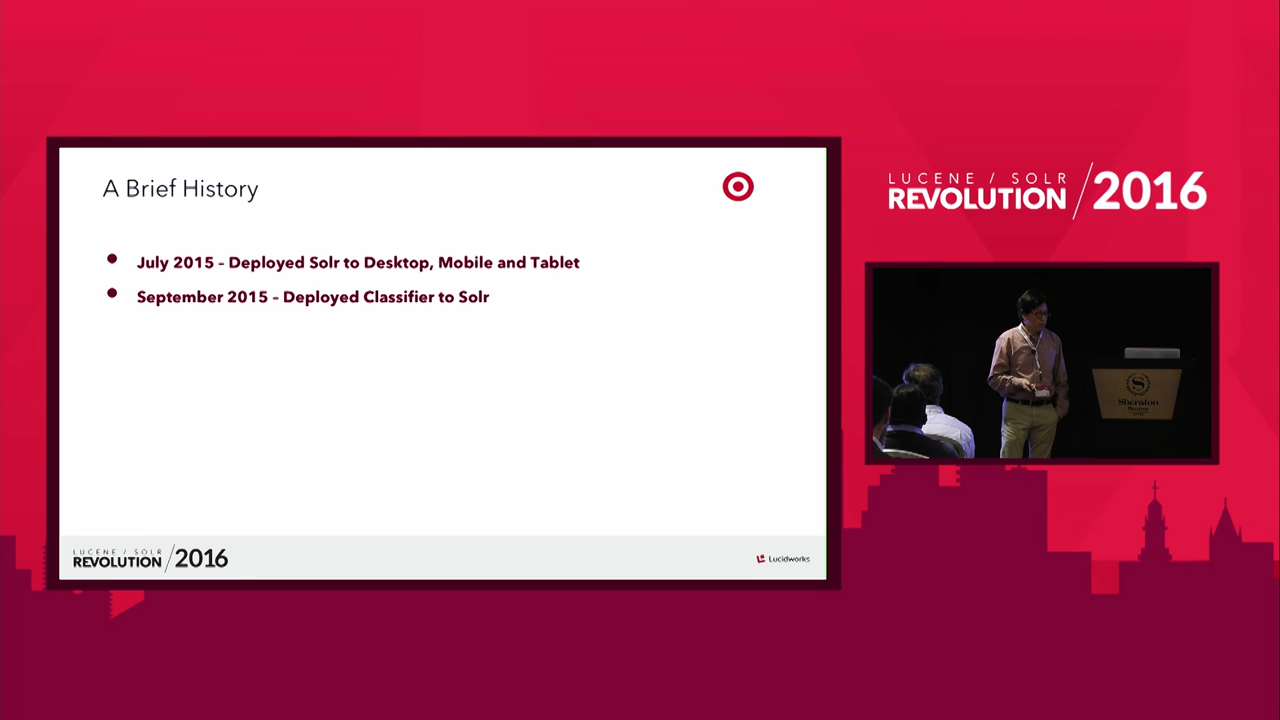 A Brief History
July 2015 – Deployed Solr to Desktop, Mobile and Tablet
September 2015 – Deployed Classifier to Solr
LUCENE / SOLR
REVOLUTION / 2016
Lucidworks
LUCENE / SOLR
REVOLUTION / 2016
S
Sheraton
Boston